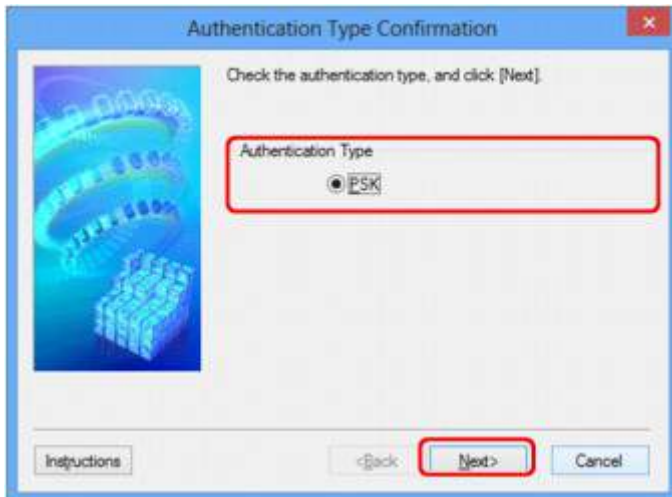 Authentication Type Confirmation
Check the authentication type, and click [Next].
Authentication Type
PSK
Instructions
<Back
Next>
Cancel